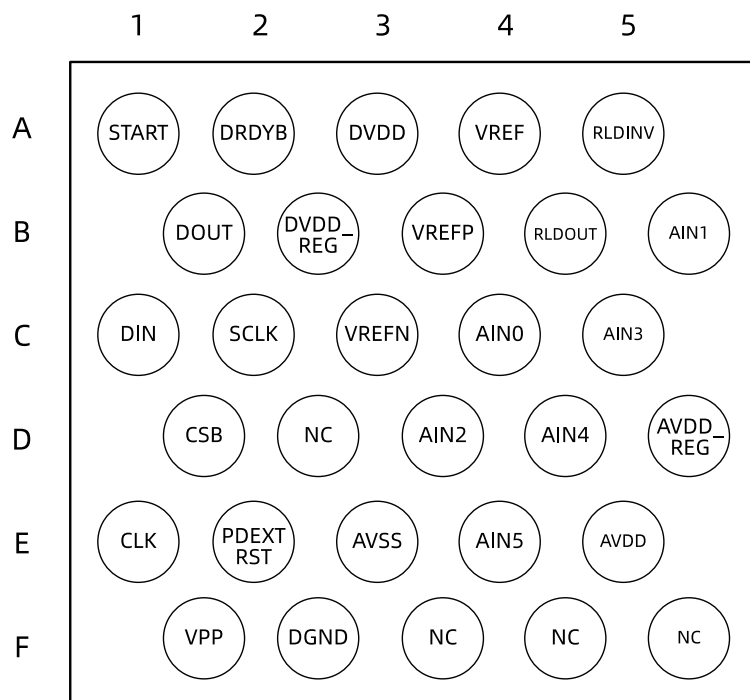 1 2 3 4 5
A START DRDYB DVDD VREF RLDINV
B DOUT DVDD_ VREFP RLDOUT AIN1
REG
C DIN SCLK VREFN AIN0 AIN3
D CSB NC AIN2 AIN4 AVDD_
REG
E CLK PDEXT AVSS AIN5 AVDD
RST
F VPP DGND NC NC NC